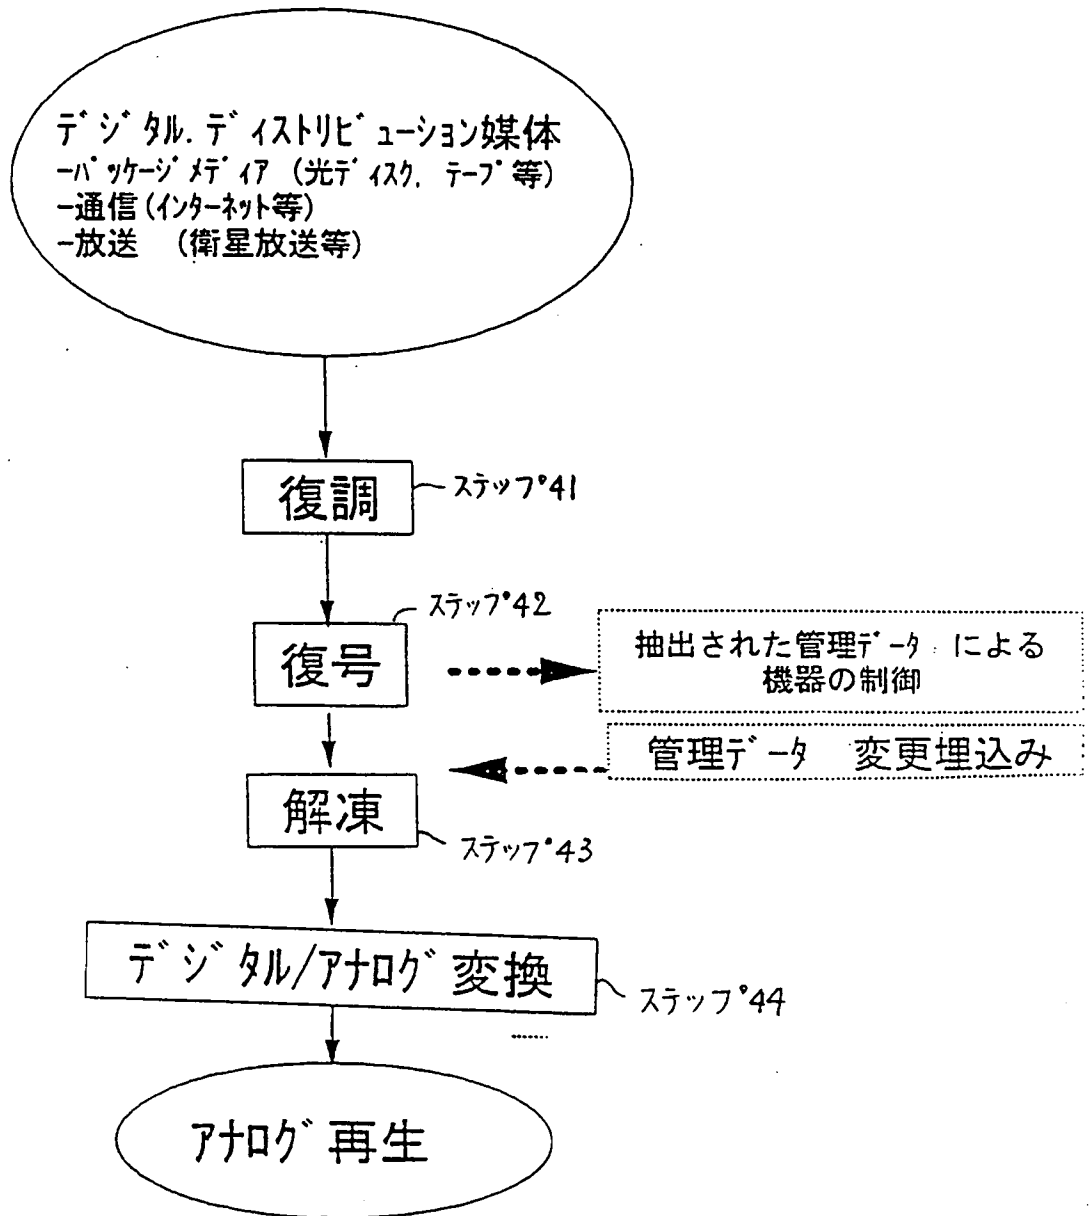 デジタル.ディストリビューション媒体
-パッケージメディア (光ディスク, テープ等)
-通信(インターネット等)
-放送 (衛星放送等)
復調
ステップ41
ステップ42
復号
抽出された管理データ による
機器の制御
管理データ 変更埋込み
解凍
ステップ43
デジタル/アナログ変換
ステップ44
アナログ再生